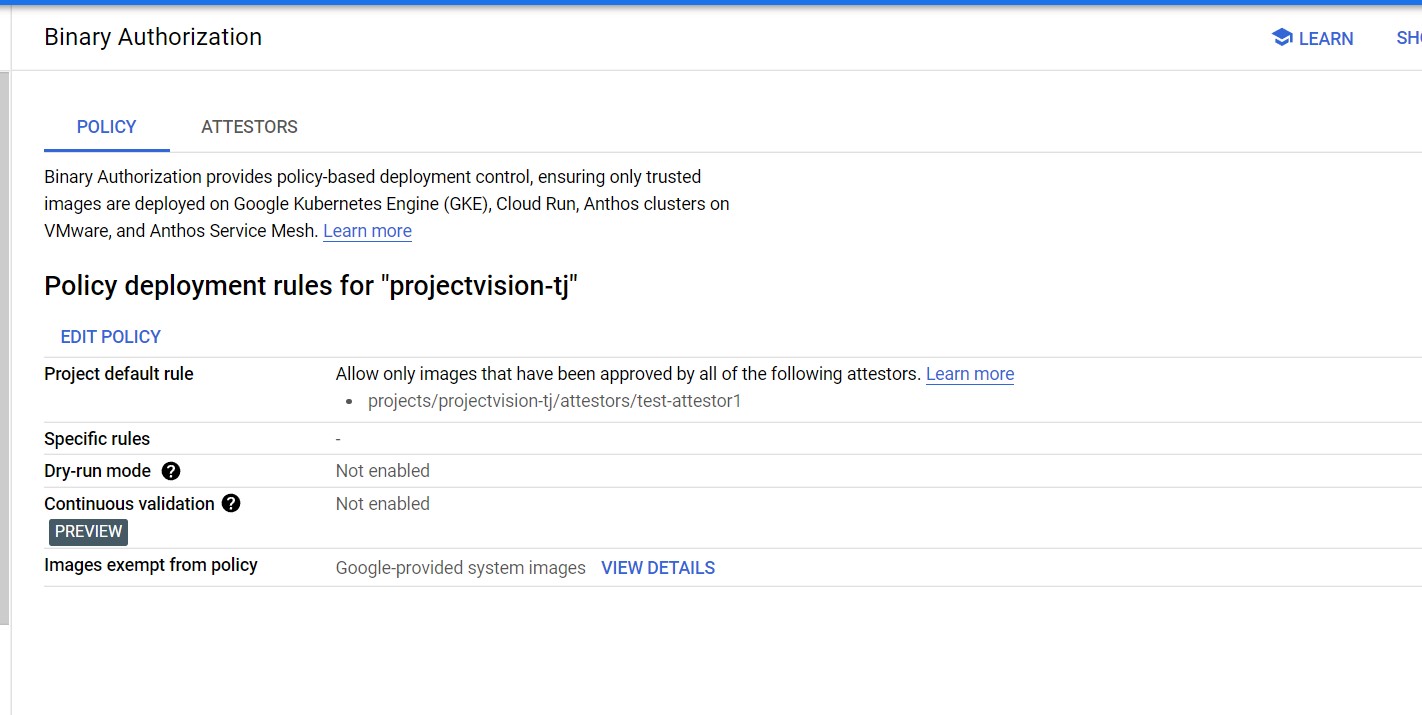 Binary Authorization
LEARN
SHO
POLICY
ATTESTORS
Binary Authorization provides policy-based deployment control, ensuring only trusted
images are deployed on Google Kubernetes Engine (GKE), Cloud Run, Anthos clusters on
VMware, and Anthos Service Mesh. Learn more
Policy deployment rules for "projectvision-tj"
EDIT POLICY
Project default rule
Allow only images that have been approved by all of the following attestors. Learn more
• projects/projectvision-tj/attestors/test-attestor1
Specific rules
-
Dry-run mode
Not enabled
Continuous validation
Not enabled
PREVIEW
Images exempt from policy
Google-provided system images VIEW DETAILS